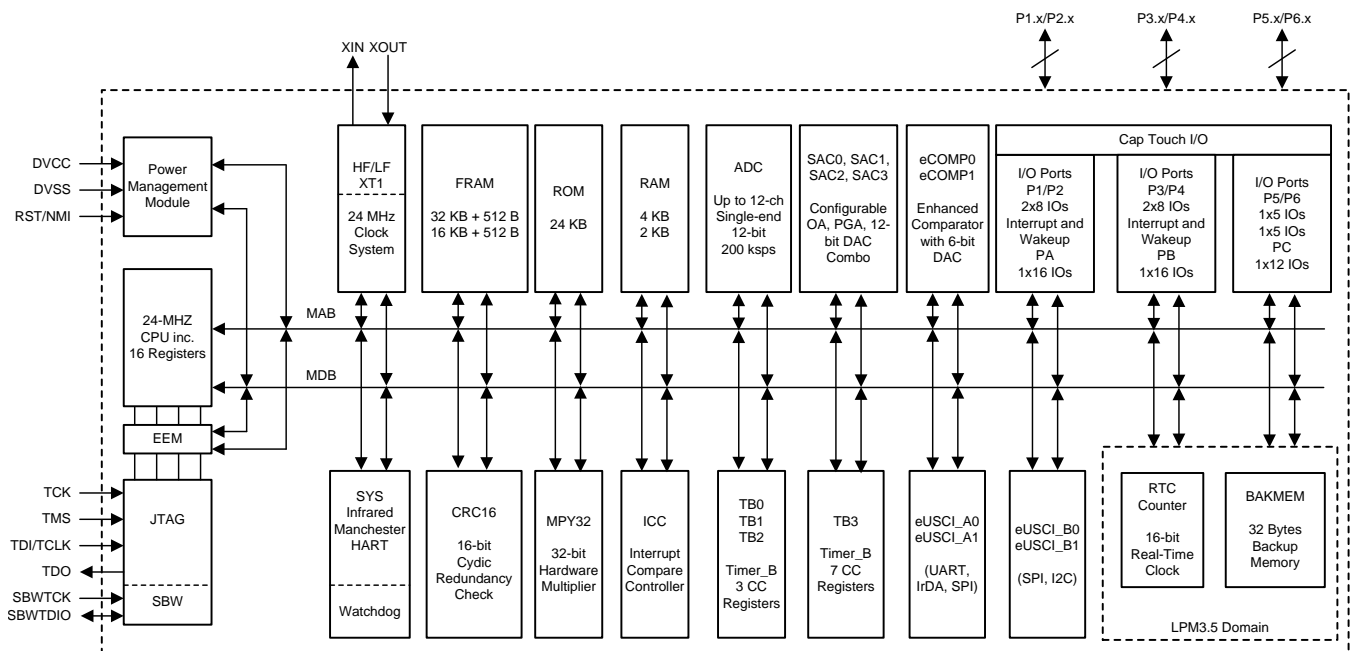 P1.x/P2.x
P3.x/P4.x
P5.x/P6.x
XIN
XOUT
DVCC
DVSS
RST/NMI
Power
Management
Module
HF/LF
XT1
24 MHz
Clock
System
FRAM
32 KB + 512 B
16 KB + 512 B
ROM
24 KB
RAM
4 KB
2 KB
ADC
Up to 12-ch
Single-end
12-bit
200 ksps
SAC0, SAC1,
SAC2, SAC3
Configurable
OA, PGA, 12-
bit DAC
Combo
eCOMP0
eCOMP1
Enhanced
Comparator
with 6-bit
DAC
Cap Touch I/O
I/O Ports
P1/P2
2x8 IOs
Interrupt and
Wakeup
PA
1x16 IOs
I/O Ports
P3/P4
2x8 IOs
Interrupt and
Wakeup
PB
1x16 IOs
I/O Ports
P5/P6
1x5 IOs
1x5 IOs
PC
1x12 IOs
24-MHZ
CPU inc.
16 Registers
MAB
MDB
EEM
TCK
TMS
TDI/TCLK
TDO
SBWTCK
SBWTDIO
JTAG
SBW
SYS
Infrared
Manchester
HART
Watchdog
CRC16
16-bit
Cydic
Redundancy
Check
MPY32
32-bit
Hardware
Multiplier
ICC
Interrupt
Compare
Controller
TB0
TB1
TB2
Timer_B
3 CC
Registers
TB3
Timer_B
7 CC
Registers
eUSCI_A0
eUSCI_A1
(UART,
IrDA, SPI)
eUSCI_B0
eUSCI_B1
(SPI, I2C)
RTC
Counter
16-bit
Real-Time
Clock
BAKMEM
32 Bytes
Backup
Memory
LPM3.5 Domain